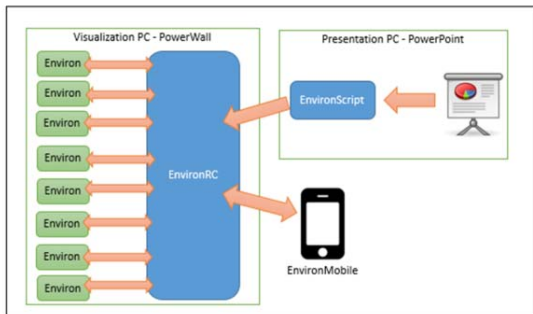 Visualization PC - PowerWall
Environ
Environ
Environ
Environ
Environ
Environ
Environ
Environ
EnvironRC
Presentation PC - PowerPoint
EnvironScript
EnvironMobile